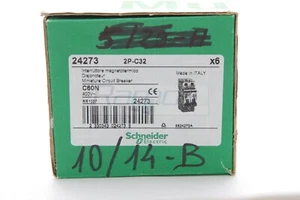 24273
2P-C32
x6
Interruttore magnetotermico
Disjoncteur
Miniature Circuit Breaker
Made in ITALY
C60N
400V~
24273
Schneider
Electric
10/14-B